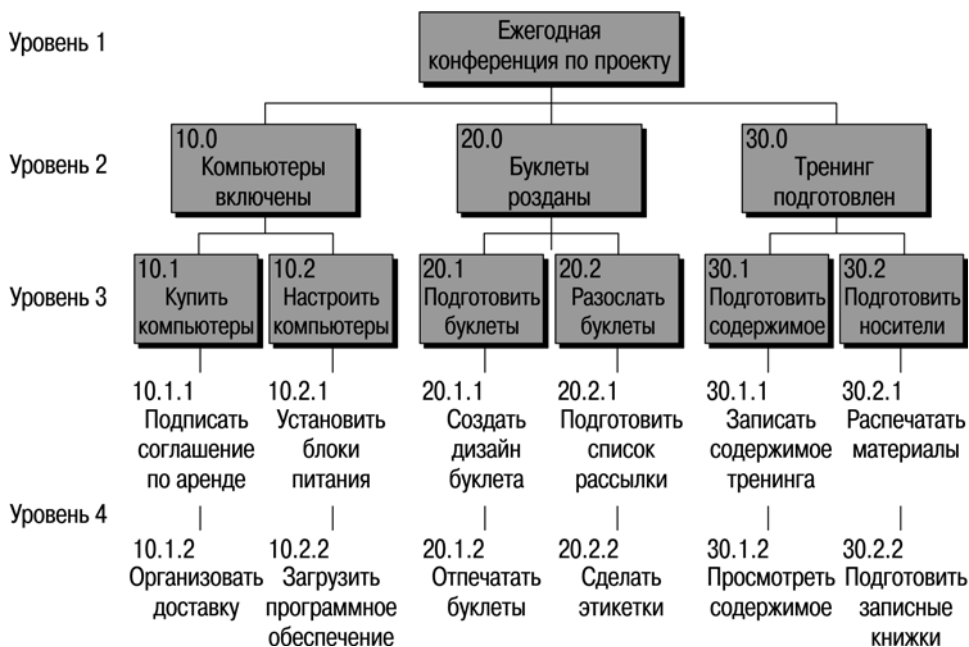 Уровень 1
Ежегодная
конференция по проекту
Уровень 2
10.0
Компьютеры
включены
20.0
Буклеты
розданы
30.0
Тренинг
подготовлен
Уровень 3
10.1
Купить
компьютеры
10.2
Настроить
компьютеры
20.1
Подготовить
буклеты
20.2
Разослать
буклеты
30.1
Подготовить
содержимое
30.2
Подготовить
носители
Уровень 4
10.1.1
Подписать
соглашение
по аренде
10.2.1
Установить
блоки
питания
20.1.1
Создать
дизайн
буклета
20.2.1
Подготовить
список
рассылки
30.1.1
Записать
содержимое
тренинга
30.2.1
Распечатать
материалы
10.1.2
Организовать
доставку
10.2.2
Загрузить
программное
обеспечение
20.1.2
Отпечатать
буклеты
20.2.2
Сделать
этикетки
30.1.2
Просмотреть
содержимое
30.2.2
Подготовить
записные
книжки